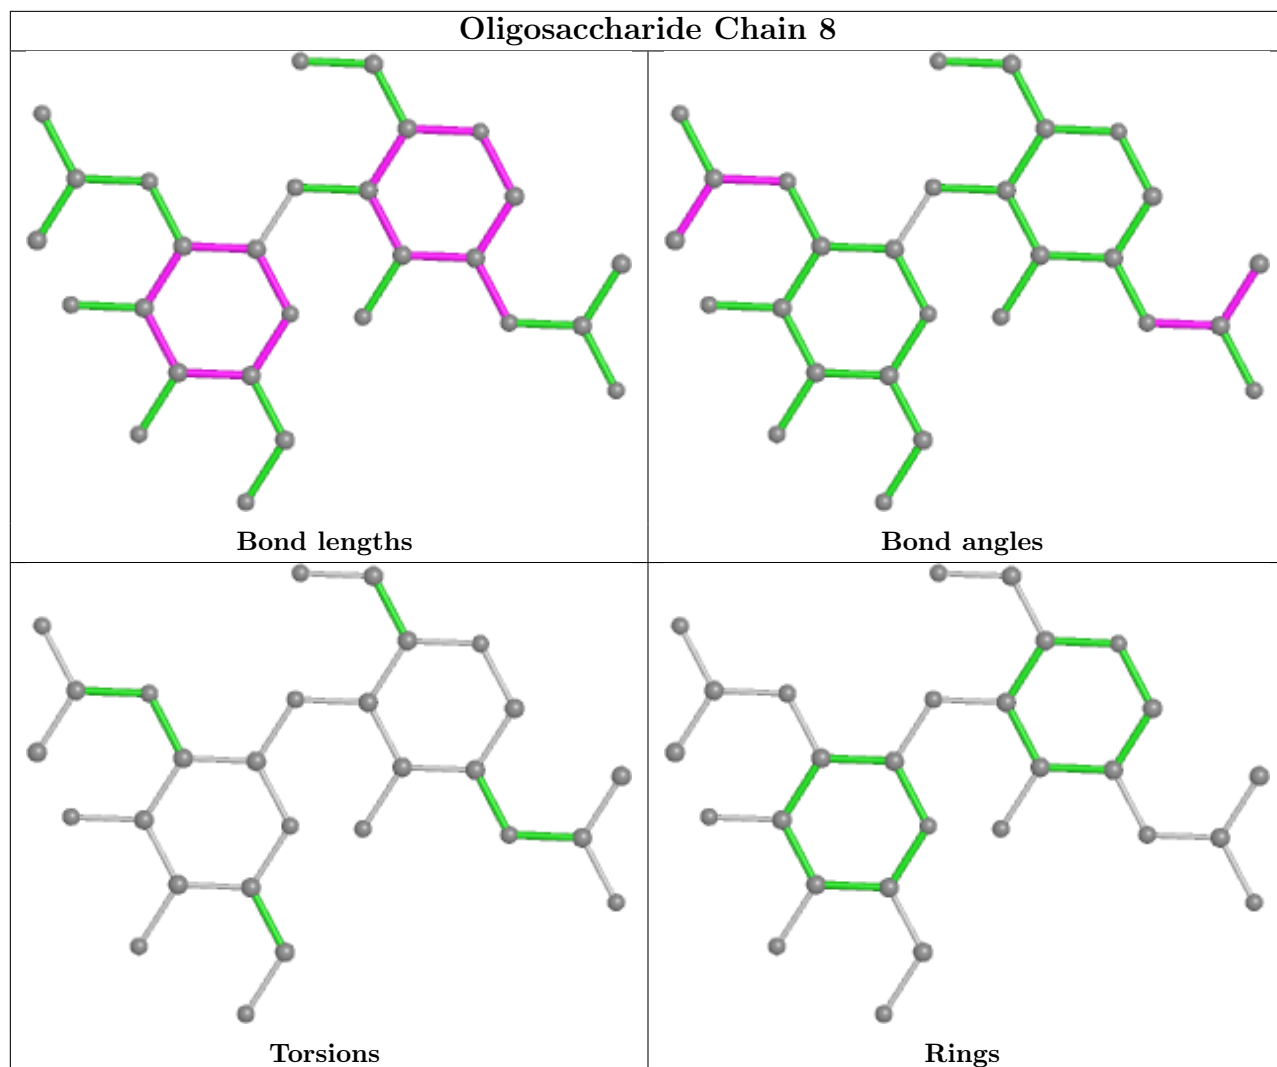 Oligosaccharide Chain 8
Bond lengths
Bond angles
Torsions
Rings